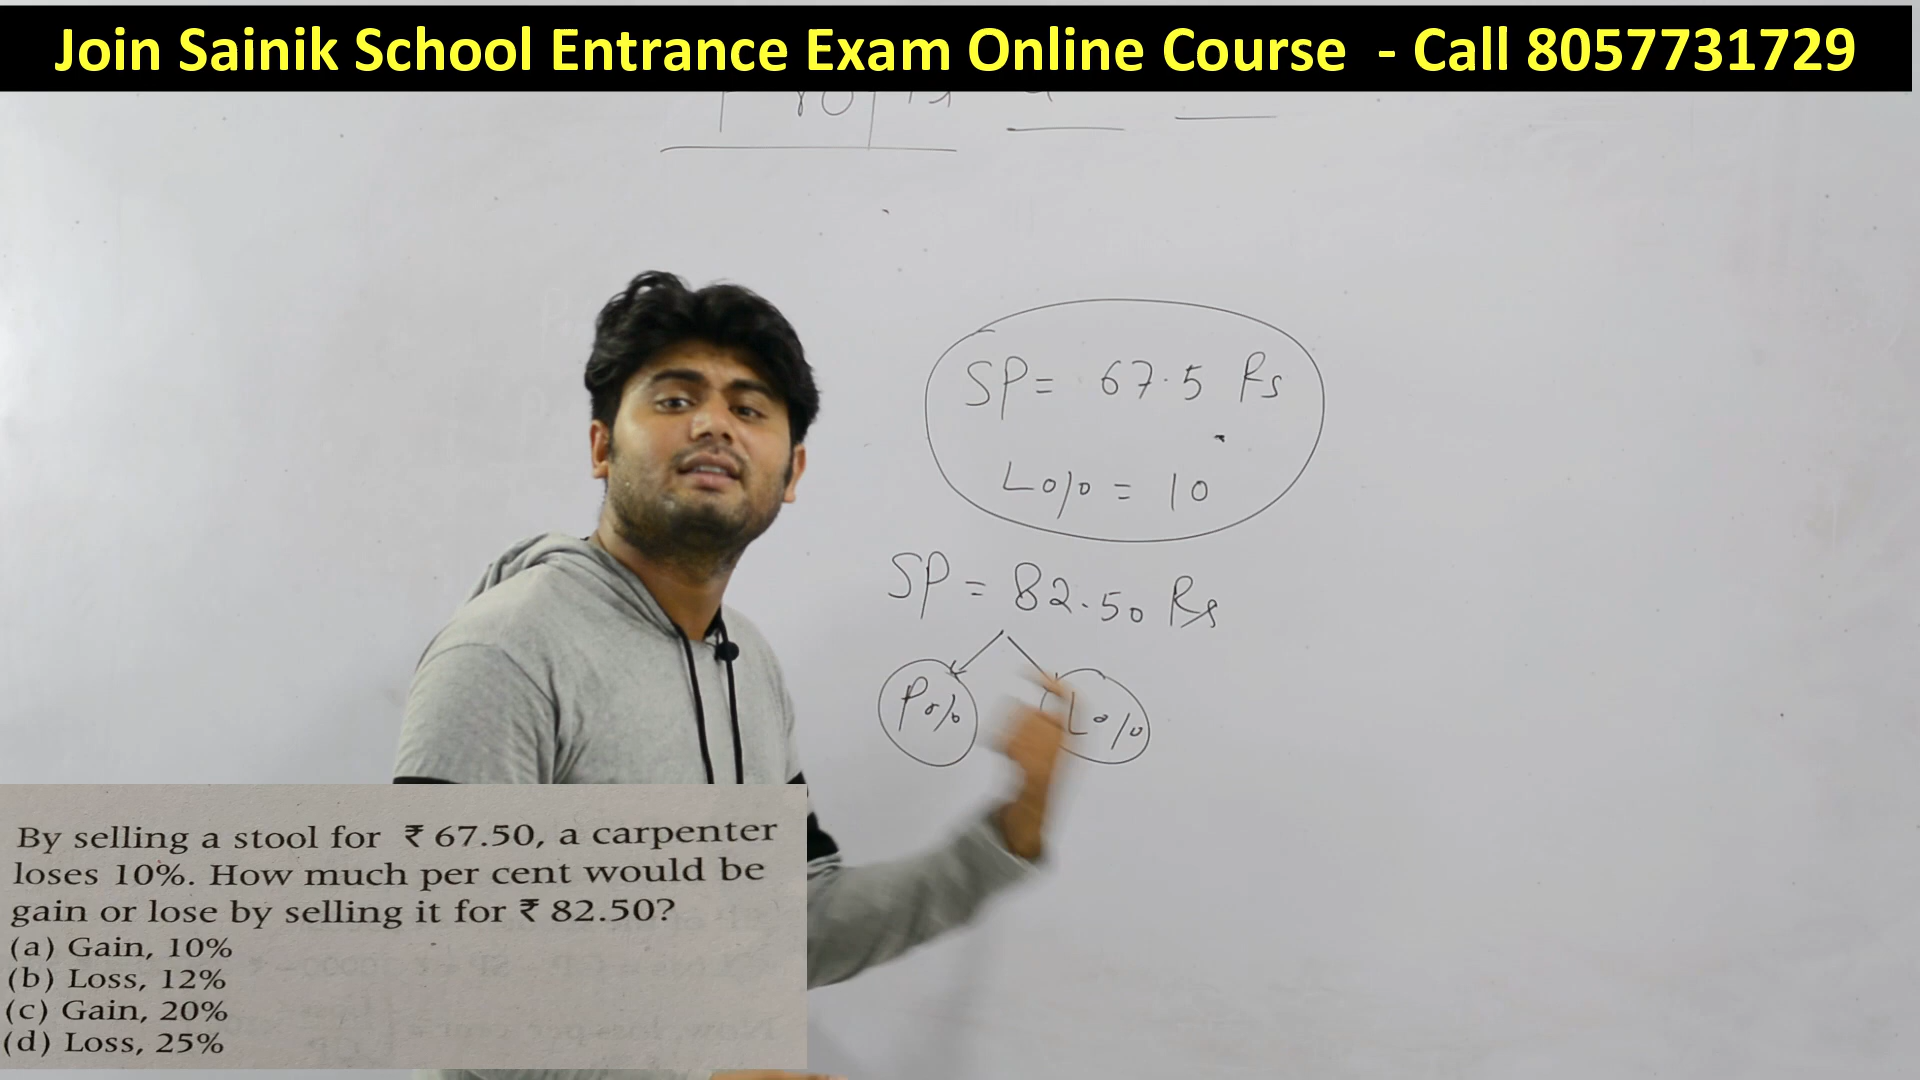 Join Sainik School Entrance Exam Online Course - Call 8057731729
SP = 67.5 Rs
L% = 10
SP = 82.50 Rs
P% L%
By selling a stool for ₹ 67.50, a carpenter
loses 10%. How much per cent would be
gain or lose by selling it for ₹ 82.50?
(a) Gain, 10%
(b) Loss, 12%
(c) Gain, 20%
(d) Loss, 25%